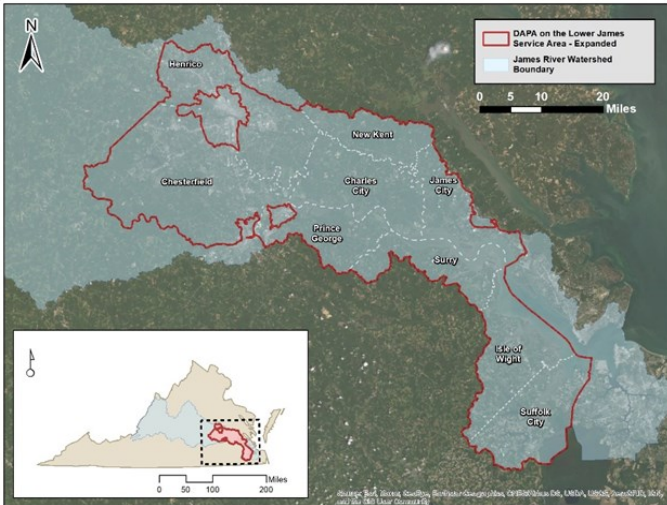 N
DAPA on the Lower James
Service Area - Expanded
James River Watershed
Boundary
0 5 10 20
Miles
Henrico
New Kent
Chesterfield
Charles
City
James
City
Prince
George
Surry
Isle of
Wight
Suffolk
City
Miles
0 50 100 200